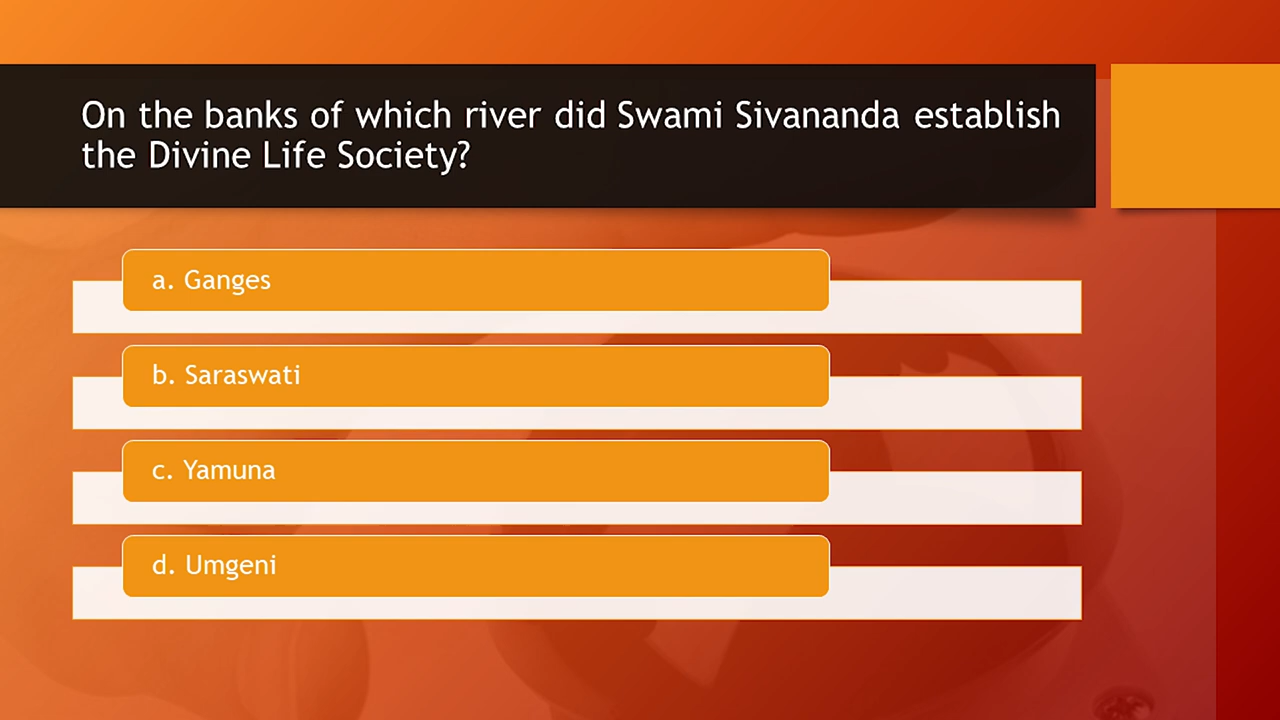 On the banks of which river did Swami Sivananda establish
the Divine Life Society?
a. Ganges
b. Saraswati
c. Yamuna
d. Umgeni